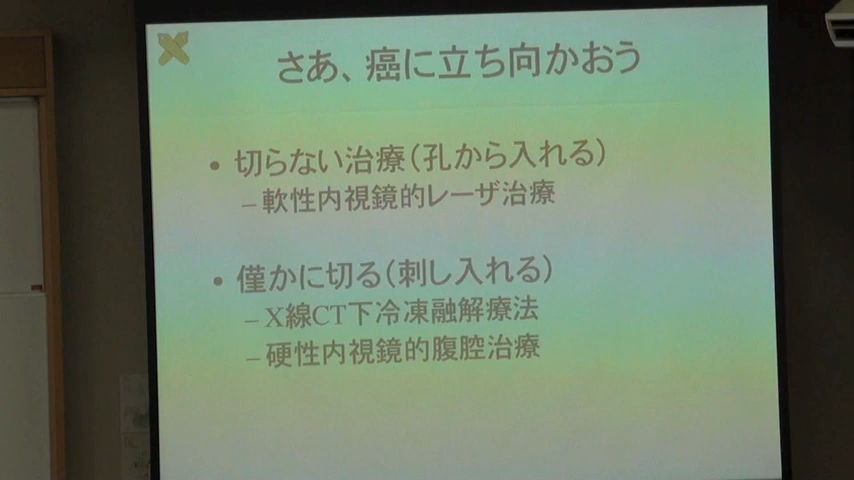 さあ、癌に立ち向かおう
• 切らない治療(孔から入れる)
– 軟性内視鏡的レーザ治療
• 僅かに切る(刺し入れる)
– X線CT下冷凍融解療法
– 硬性内視鏡的腹腔治療